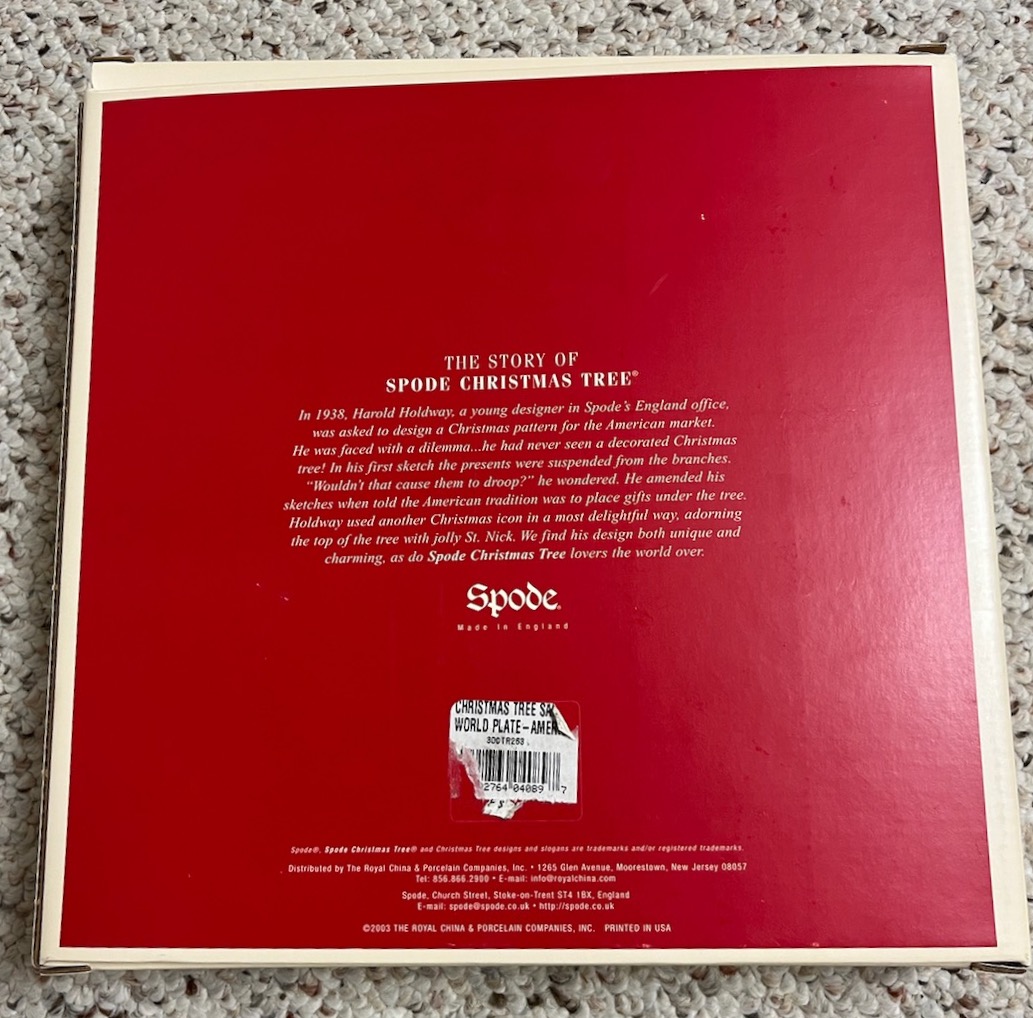 THE STORY OF
SPODE CHRISTMAS TREE®
In 1938, Harold Holdway, a young designer in Spode's England office,
was asked to design a Christmas pattern for the American market.
He was faced with a dilemma...he had never seen a decorated Christmas
tree! In his first sketch the presents were suspended from the branches.
“Wouldn't that cause them to droop?” he wondered. He amended his
sketches when told the American tradition was to place gifts under the tree.
Holdway used another Christmas icon in a most delightful way, adorning
the top of the tree with jolly St. Nick. We find his design both unique and
charming, as do Spode Christmas Tree lovers the world over.
Spode.
Made in England
CHRISTMAS TREE
WORLD PLATE-AMER
2764 04089 7
Spode®, Spode Christmas Tree® and Christmas Tree designs and slogans are trademarks and/or registered trademarks.
Distributed by The Royal China & Porcelain Companies, Inc. • 1265 Glen Avenue, Moorestown, New Jersey 08057
Tel: 856.866.2900 • E-mail: info@royalchina.com
Spode, Church Street, Stoke-on-Trent ST4 1BX, England
E-mail: spode@spode.co.uk • http://spode.co.uk
©2003 THE ROYAL CHINA & PORCELAIN COMPANIES, INC. PRINTED IN USA